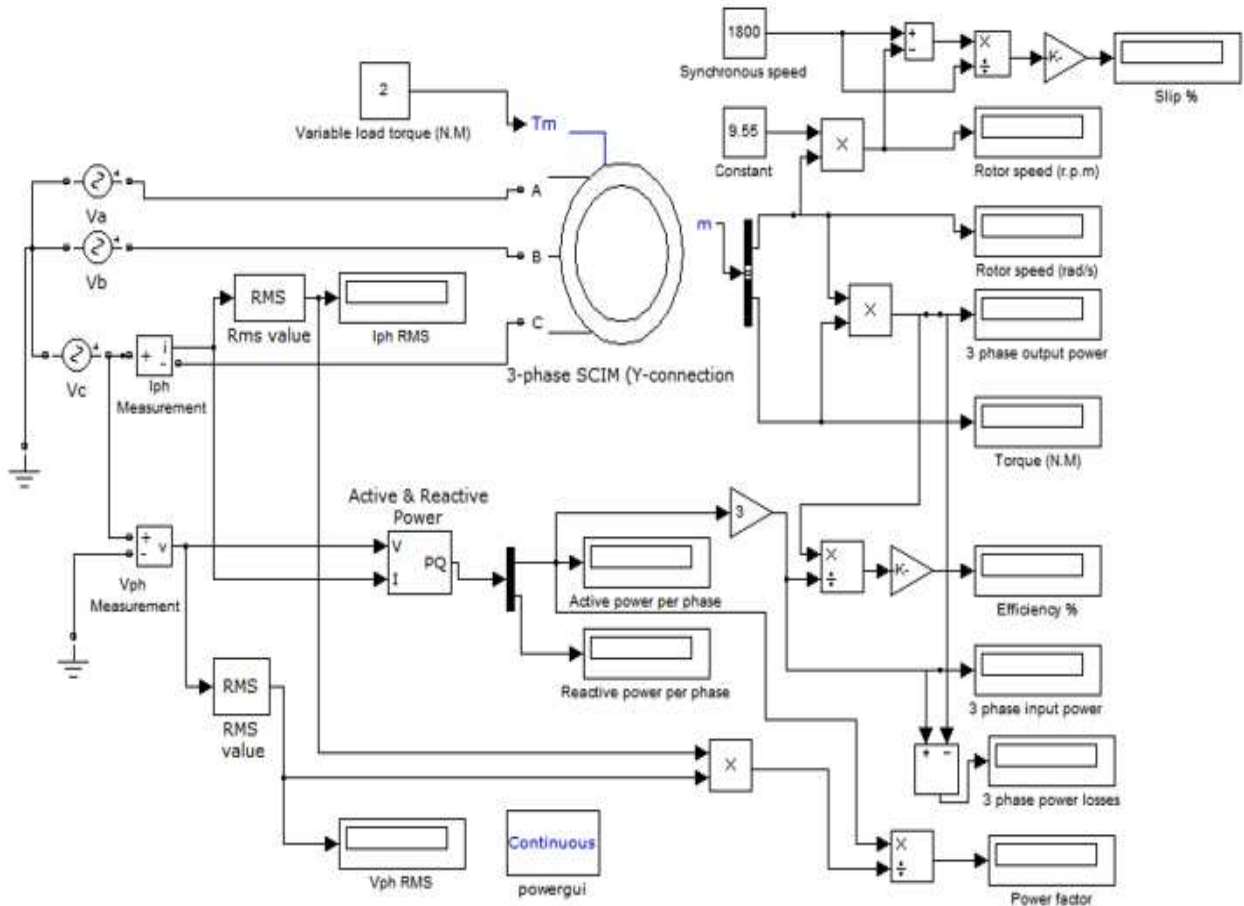 1800
+
-
Synchronous speed
X
÷
K-
Slip %
2
Variable load torque (N.M)
Tm
9.55
Constant
X
Rotor speed (r.p.m)
Va
A
m
Rotor speed (rad/s)
Vb
B
RMS
Rms value
Iph RMS
C
X
3 phase output power
Vc
+
i
-
Iph
Measurement
3-phase SCIM (Y-connection
Torque (N.M)
Active & Reactive
Power
V
I
PQ
3
+
-
v
Vph
Measurement
Active power per phase
X
÷
K-
Efficiency %
Reactive power per phase
3 phase input power
RMS
RMS
value
X
+
-
3 phase power losses
Vph RMS
Continuous
powergui
X
÷
Power factor